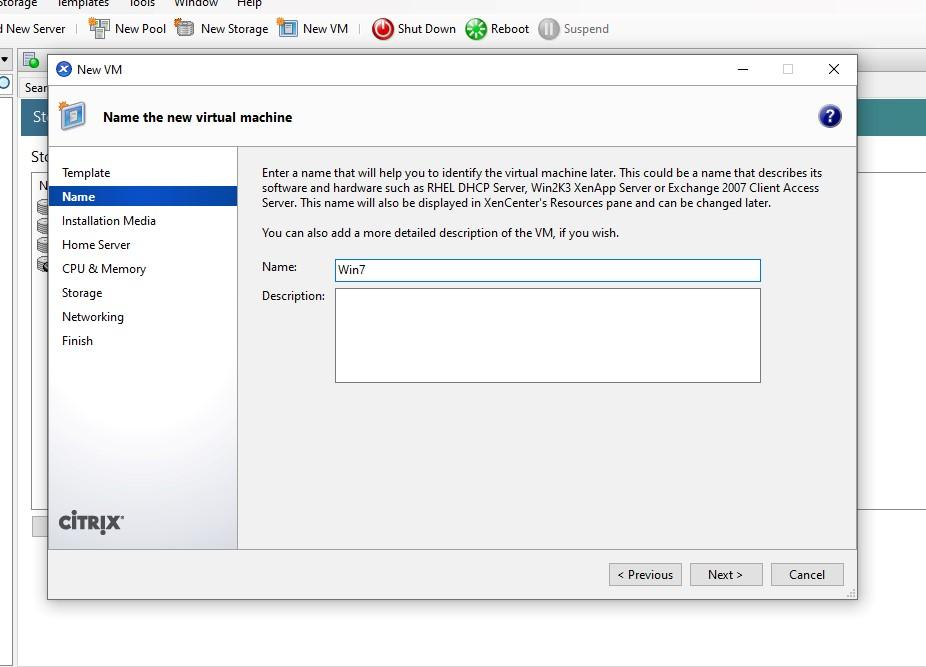 Storage Templates Tools Window Help
d New Server New Pool New Storage New VM Shut Down Reboot Suspend
New VM
Name the new virtual machine
?
Template
Name
Installation Media
Home Server
CPU & Memory
Storage
Networking
Finish
CITRIX
Enter a name that will help you to identify the virtual machine later. This could be a name that describes its
software and hardware such as RHEL DHCP Server, Win2K3 XenApp Server or Exchange 2007 Client Access
Server. This name will also be displayed in XenCenter's Resources pane and can be changed later.
You can also add a more detailed description of the VM, if you wish.
Name: Win7
Description:
< Previous Next > Cancel